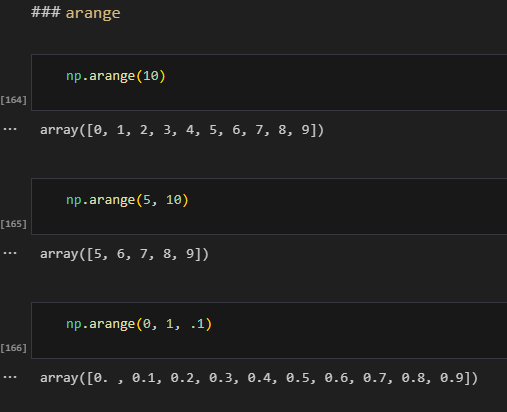 ### arange
np.arange(10)
[164]
... array([0, 1, 2, 3, 4, 5, 6, 7, 8, 9])
np.arange(5, 10)
[165]
... array([5, 6, 7, 8, 9])
np.arange(0, 1, .1)
[166]
... array([0. , 0.1, 0.2, 0.3, 0.4, 0.5, 0.6, 0.7, 0.8, 0.9])